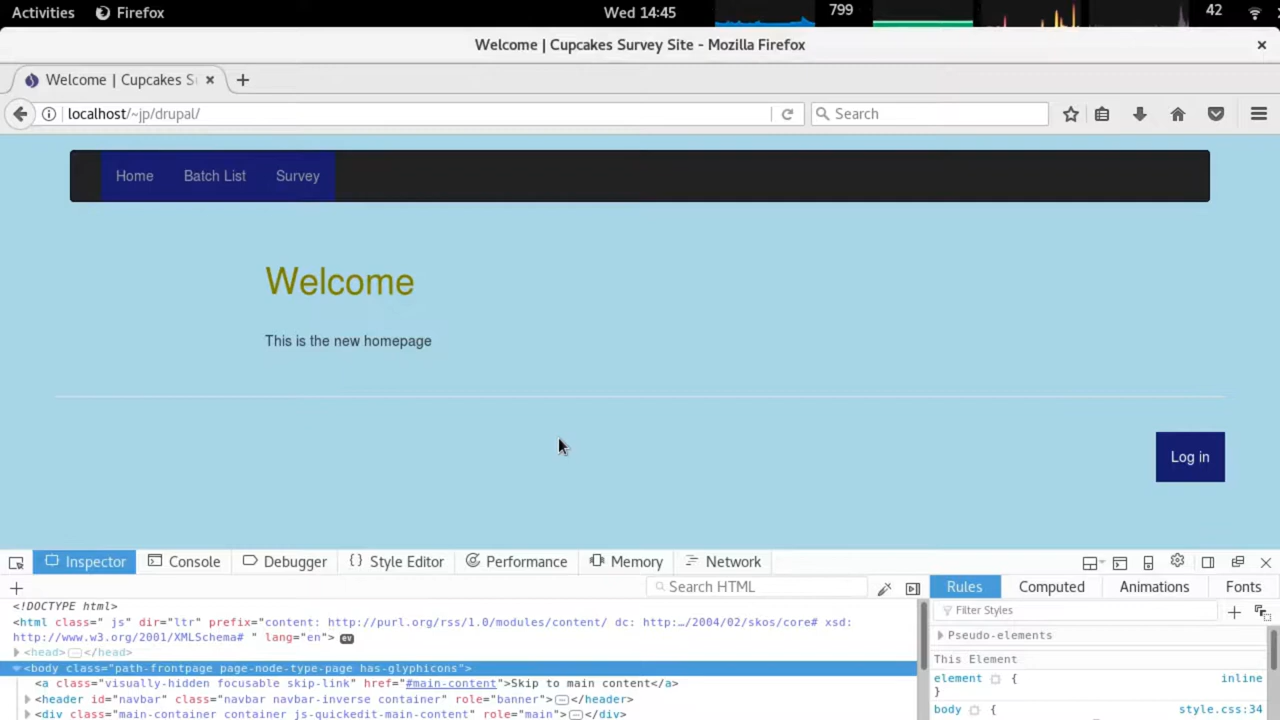 Activities Firefox Wed 14:45 799 42
Welcome | Cupcakes Survey Site - Mozilla Firefox
Welcome | Cupcakes S
localhost/~jp/drupal/ Search
Home Batch List Survey
Welcome
This is the new homepage
Log in
Inspector Console Debugger Style Editor Performance Memory Network
Search HTML
Rules Computed Animations Fonts
<!DOCTYPE html>
<html class=" js" dir="ltr" prefix="content: http://purl.org/rss/1.0/modules/content/ dc: http:…/2004/02/skos/core# xsd:
http://www.w3.org/2001/XMLSchema# " lang="en"> ev
<head></head>
<body class="path-frontpage page-node-type-page has-glyphicons">
<a class="visually-hidden focusable skip-link" href="#main-content">Skip to main content</a>
<header id="navbar" class="navbar navbar-inverse container" role="banner"></header>
<div class="main-container container js-quickedit-main-content" role="main"></div>
Filter Styles
Pseudo-elements
This Element
element { inline
}
body { style.css:34